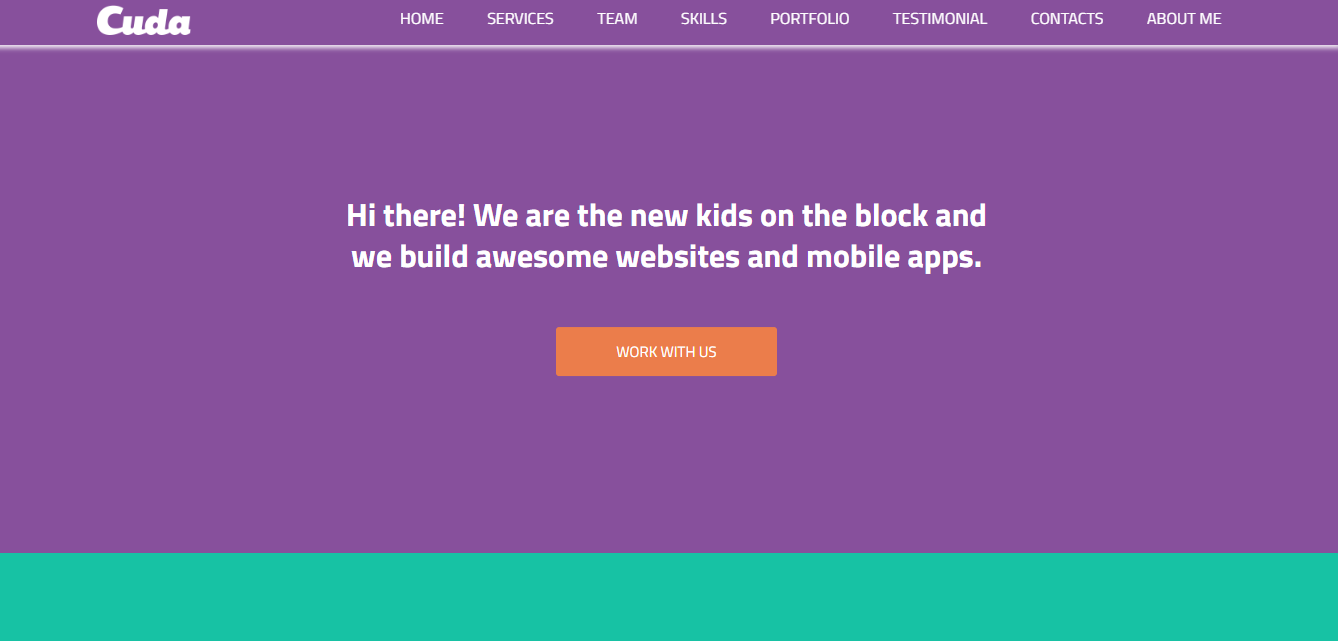 Cuda
HOME SERVICES TEAM SKILLS PORTFOLIO TESTIMONIAL CONTACTS ABOUT ME
Hi there! We are the new kids on the block and
we build awesome websites and mobile apps.
WORK WITH US